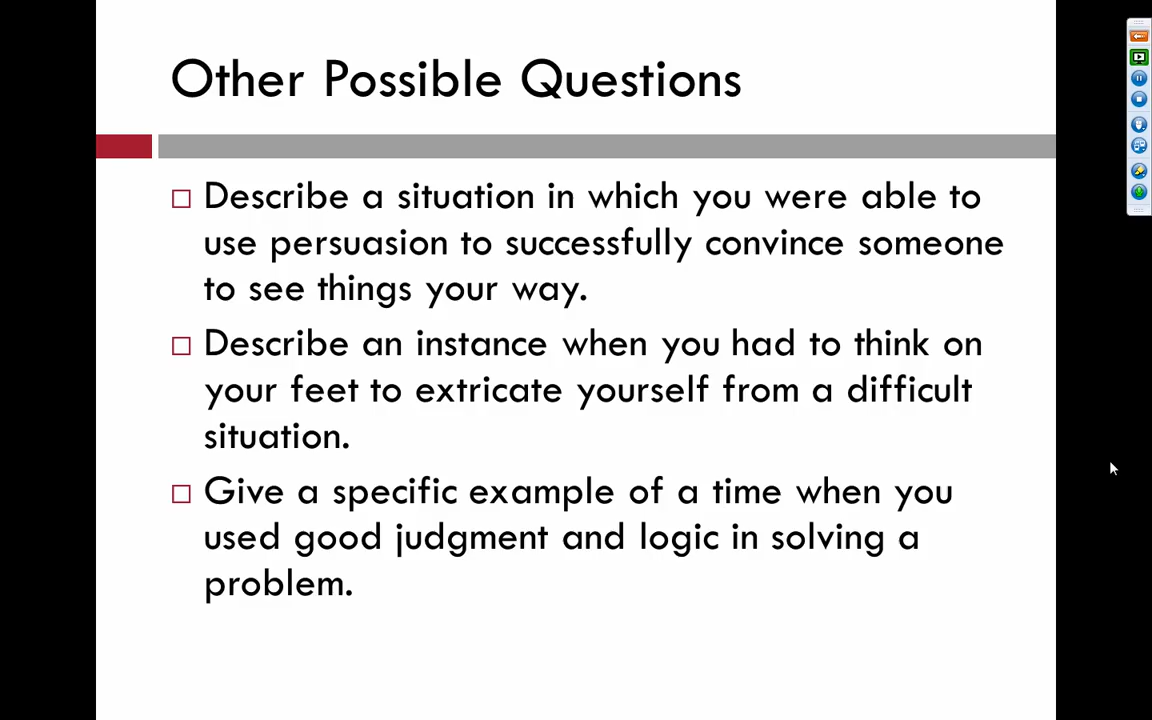 Other Possible Questions
Describe a situation in which you were able to
use persuasion to successfully convince someone
to see things your way.
Describe an instance when you had to think on
your feet to extricate yourself from a difficult
situation.
Give a specific example of a time when you
used good judgment and logic in solving a
problem.